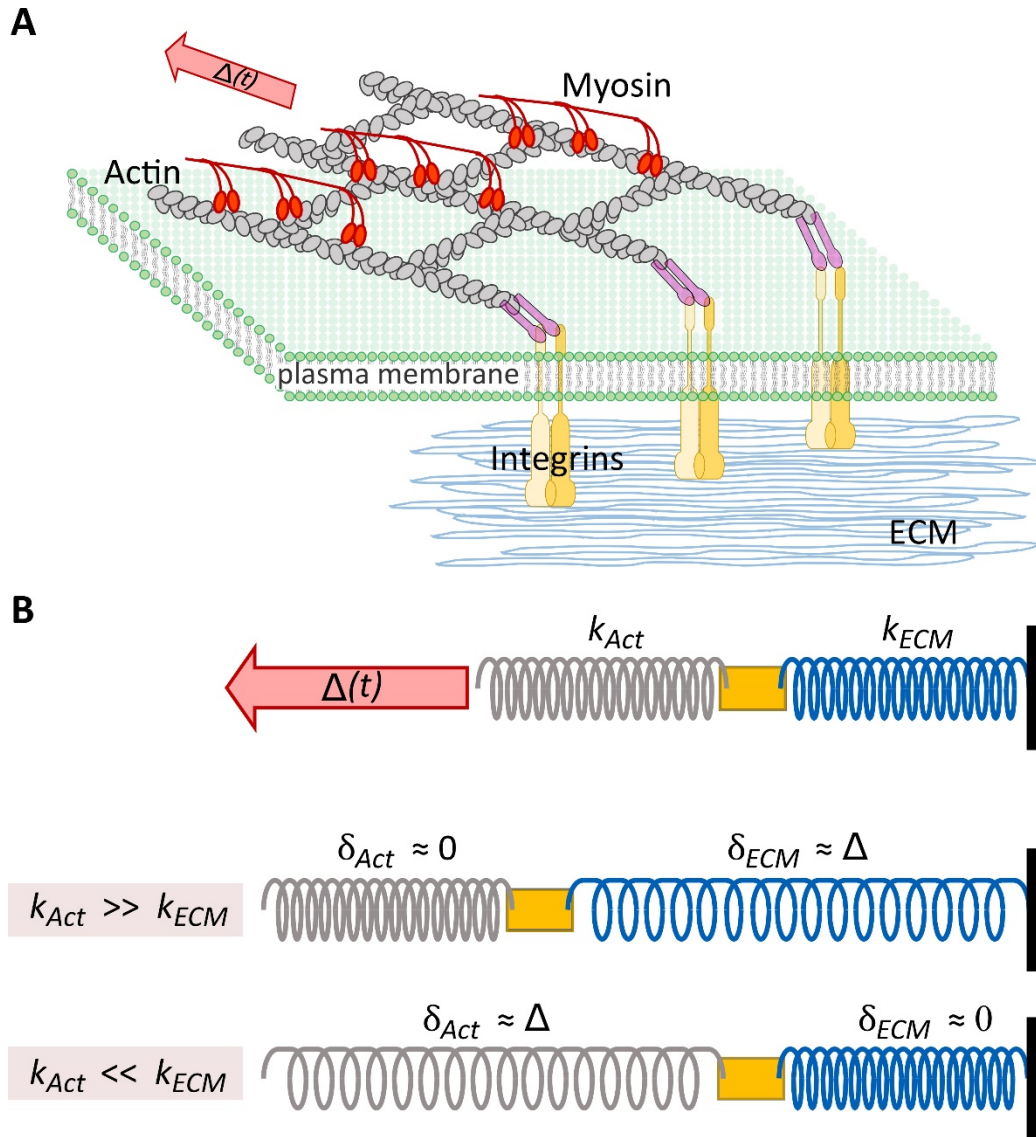 A
Δ(t)
Myosin
Actin
plasma membrane
Integrins
ECM
B
k_Act
k_ECM
Δ(t)
δ_Act ≈ 0
δ_ECM ≈ Δ
k_Act >> k_ECM
δ_Act ≈ Δ
δ_ECM ≈ 0
k_Act << k_ECM